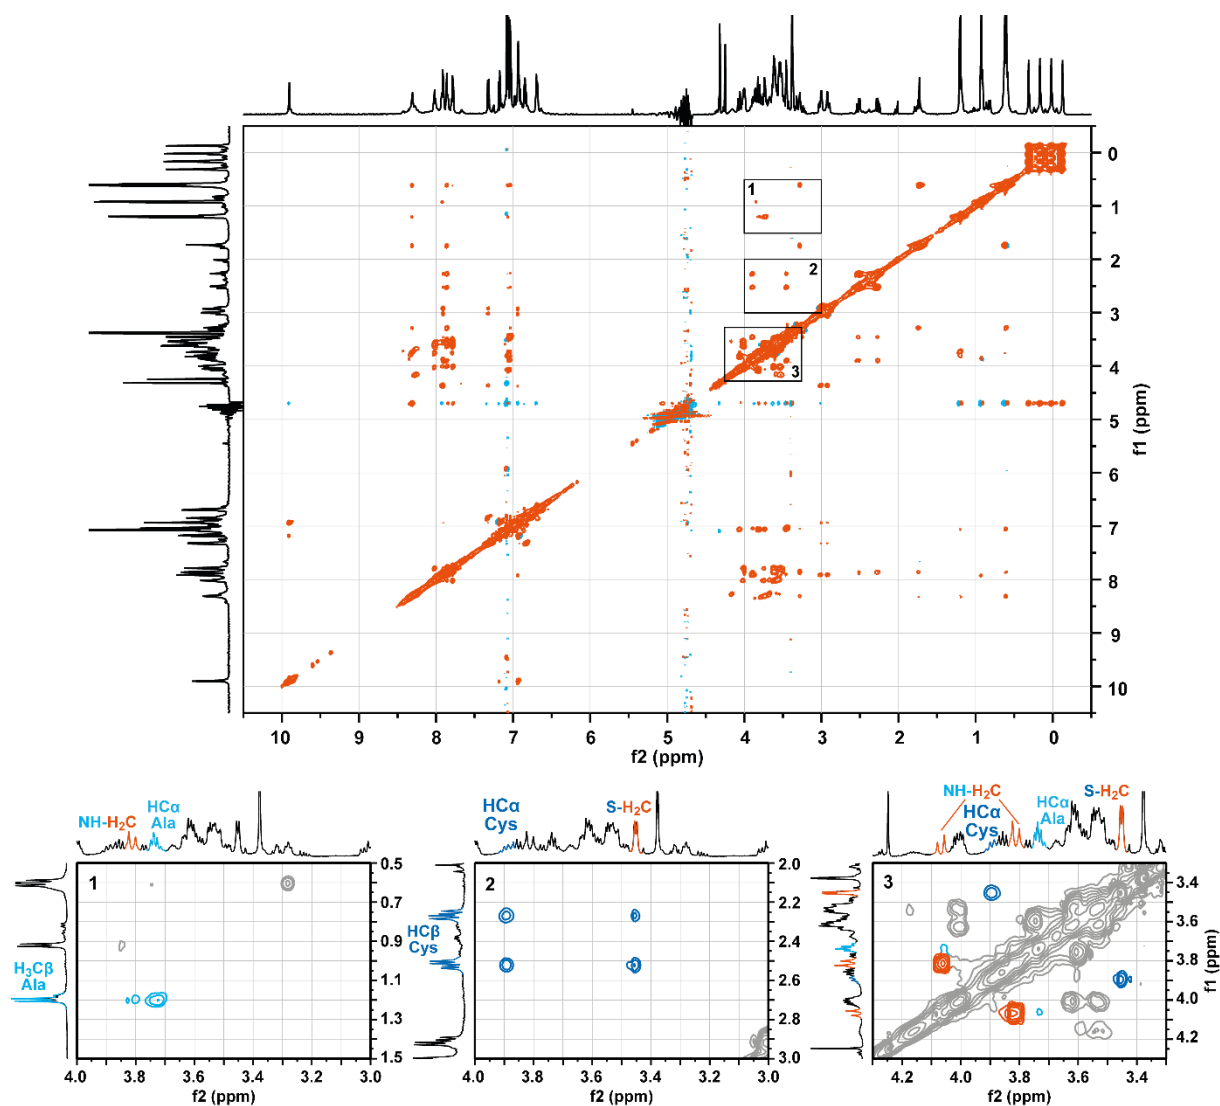 0
1
2
3
4
5
6
7
8
9
10
f1 (ppm)
1
2
3
10 9 8 7 6 5 4 3 2 1 0
f2 (ppm)
NH-H₂C
HCα
Ala
H₃Cβ
Ala
1
0.5
0.7
0.9
1.1
1.3
1.5
4.0 3.8 3.6 3.4 3.2 3.0
f2 (ppm)
HCα
Cys
S-H₂C
HCβ
Cys
2
2.0
2.2
2.4
2.6
2.8
3.0
4.0 3.8 3.6 3.4 3.2 3.0
f2 (ppm)
NH-H₂C
HCα
Cys
HCα
Ala
S-H₂C
3
3.4
3.6
3.8
4.0
4.2
f1 (ppm)
4.2 4.0 3.8 3.6 3.4
f2 (ppm)